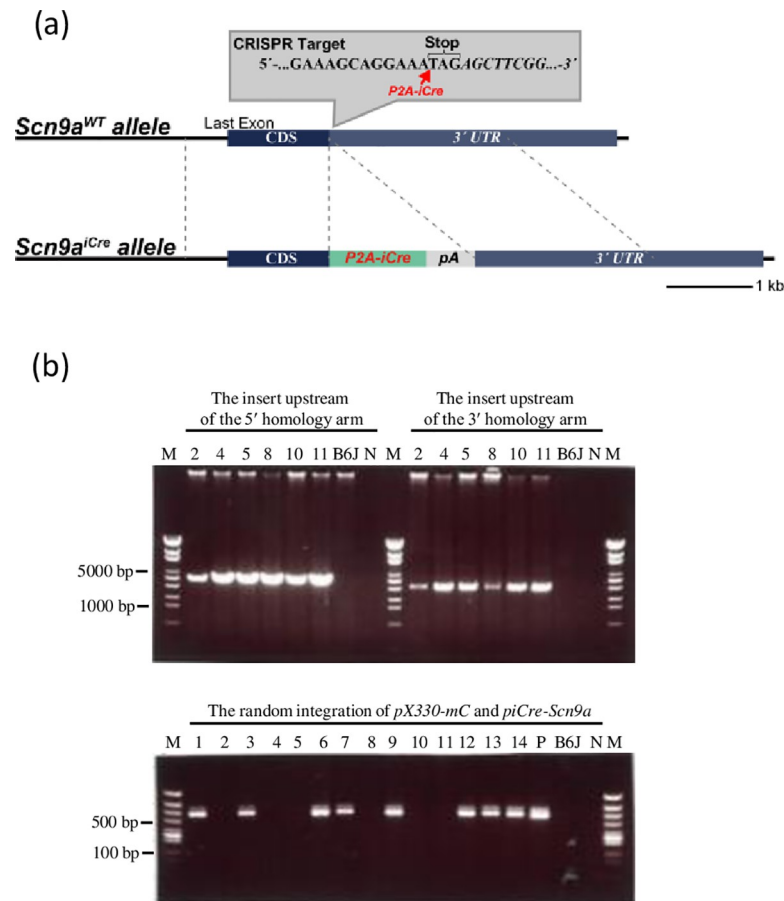 (a)
CRISPR Target
Stop
5´-...GAAAGCAGGAAATAGAGCTTCGG...-3´
P2A-iCre
Scn9aWT allele
Last Exon
CDS
3´ UTR
Scn9aiCre allele
CDS
P2A-iCre
pA
3´ UTR
1 kb
(b)
The insert upstream
of the 5′ homology arm
The insert upstream
of the 3′ homology arm
M 2 4 5 8 10 11 B6J N M 2 4 5 8 10 11 B6J N M
5000 bp
1000 bp
The random integration of pX330-mC and piCre-Scn9a
M 1 2 3 4 5 6 7 8 9 10 11 12 13 14 P B6J N M
500 bp
100 bp